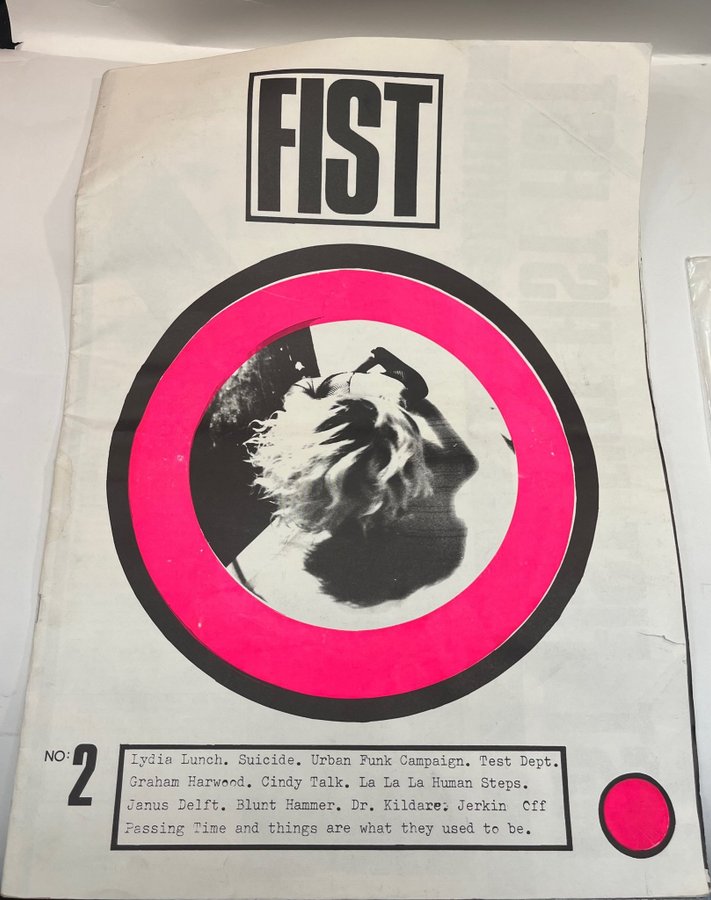 FIST
NO: 2
Lydia Lunch. Suicide. Urban Funk Campaign. Test Dept.
Graham Harwood. Cindy Talk. La La La Human Steps.
Janus Delft. Blunt Hammer. Dr. Kildare. Jerkin Off
Passing Time and things are what they used to be.